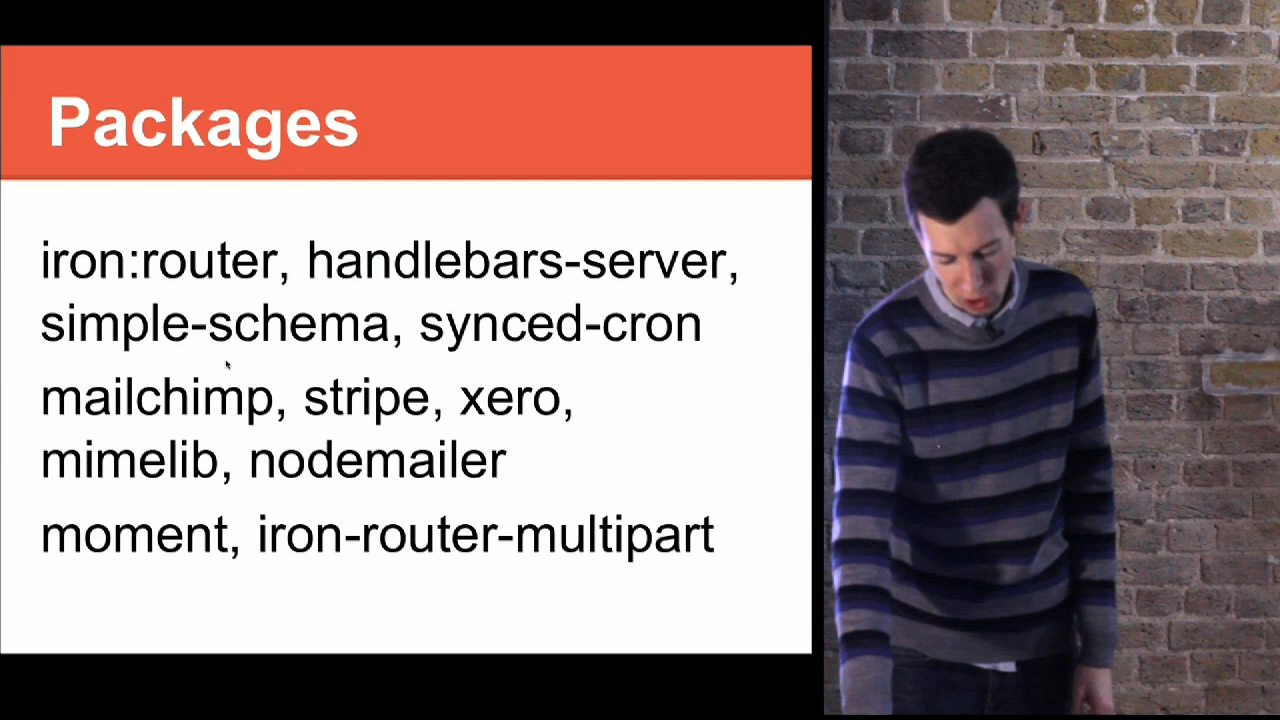 Packages
iron:router, handlebars-server,
simple-schema, synced-cron
mailchimp, stripe, xero,
mimelib, nodemailer
moment, iron-router-multipart